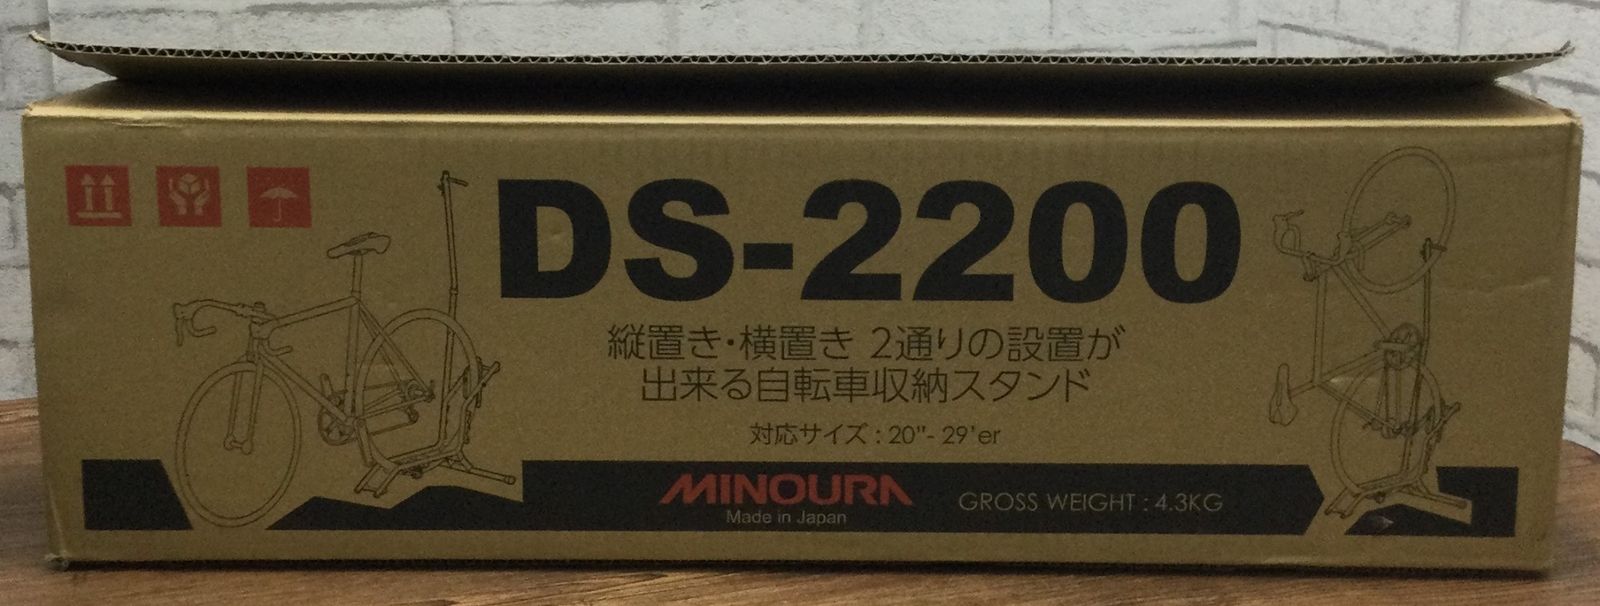 DS-2200
縦置き・横置き 2通りの設置が
出来る自転車収納スタンド
対応サイズ : 20"- 29'er
MINOURA
Made in Japan
GROSS WEIGHT : 4.3KG